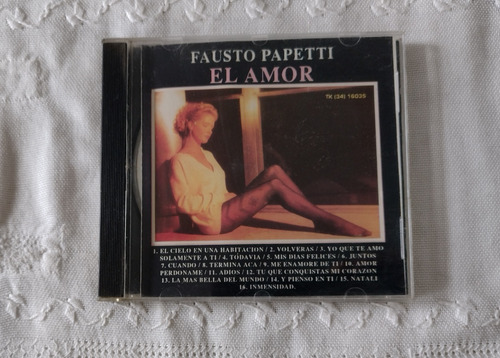 FAUSTO PAPETTI
EL AMOR
TK (34) 16035
1. EL CIELO EN UNA HABITACION / 2. VOLVERAS / 3. YO QUE TE AMO
SOLAMENTE A TI / 4. TODAVIA / 5. MIS DIAS FELICES / 6. JUNTOS
7. CUANDO / 8. TERMINA ACA / 9. ME ENAMORE DE TI / 10. AMOR
PERDONAME / 11. ADIOS / 12. TU QUE CONQUISTAS MI CORAZON
13. LA MAS BELLA DEL MUNDO / 14. Y PIENSO EN TI / 15. NATALI
16. INMENSIDAD.